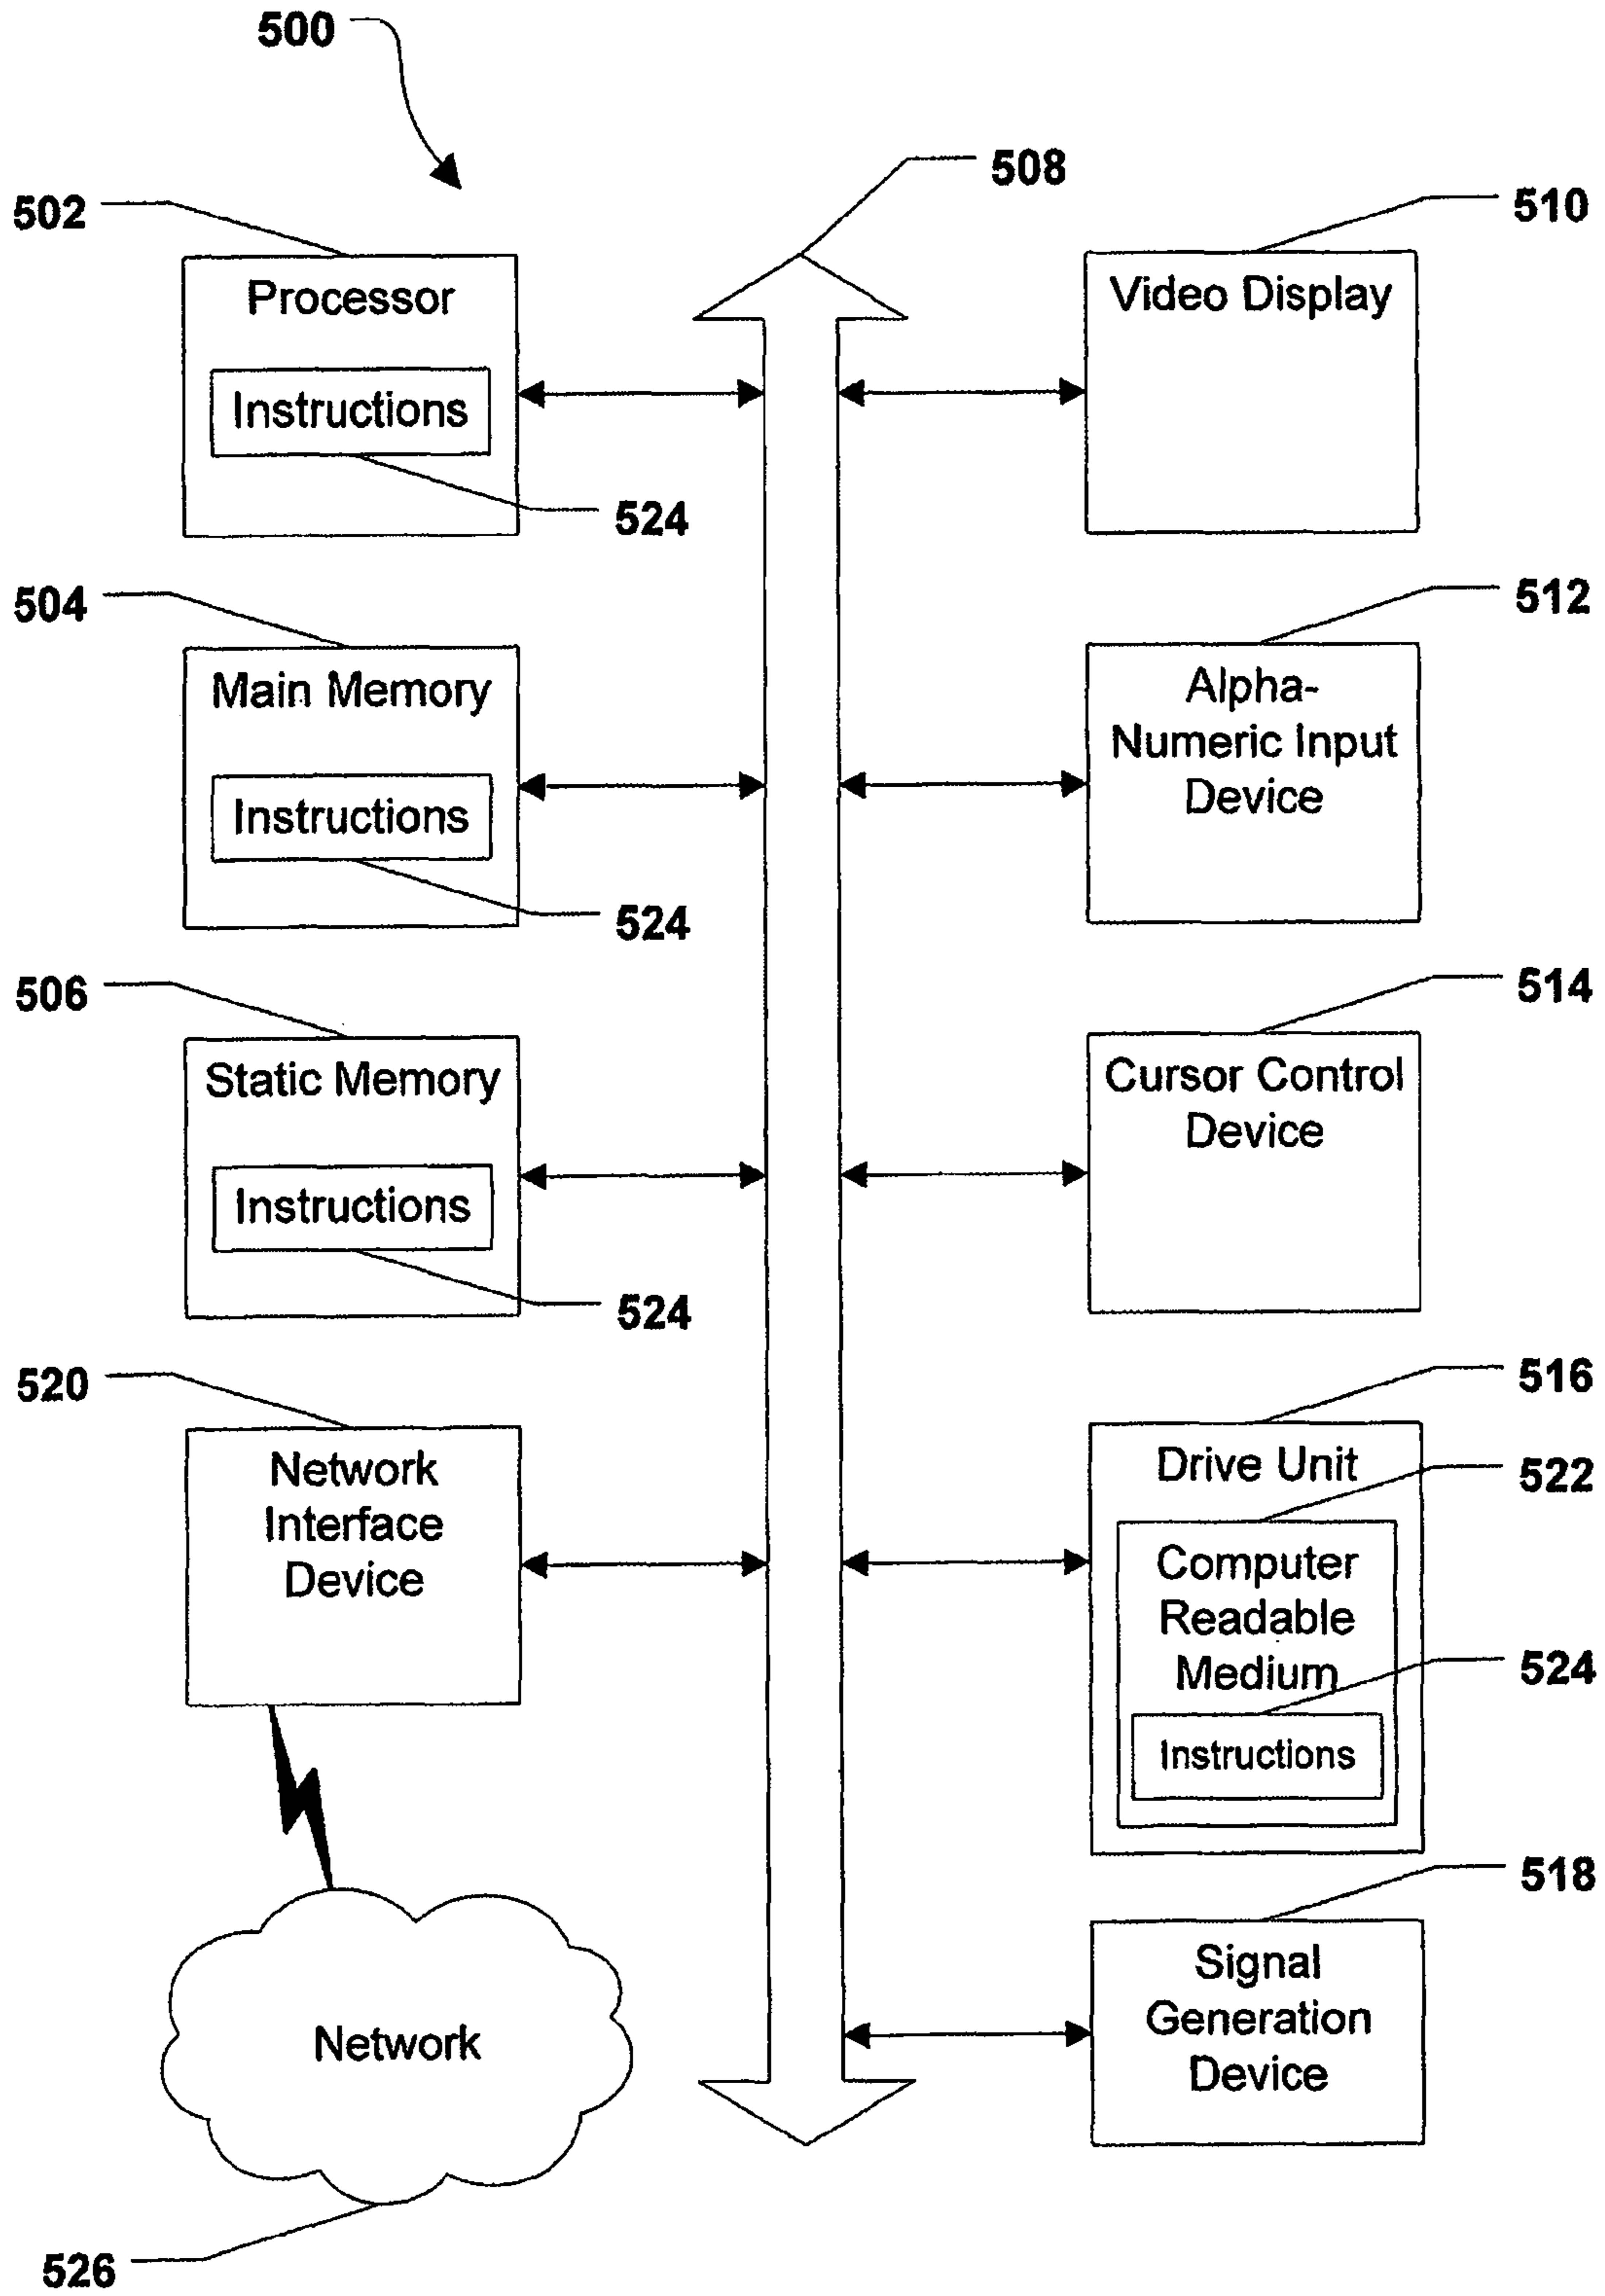 500
508
502
510
Processor
Instructions
524
Video Display
504
512
Main Memory
Instructions
524
Alpha-
Numeric Input
Device
506
514
Static Memory
Instructions
524
Cursor Control
Device
520
516
Network
Interface
Device
Drive Unit
522
Computer
Readable
Medium
524
Instructions
518
Signal
Generation
Device
Network
526